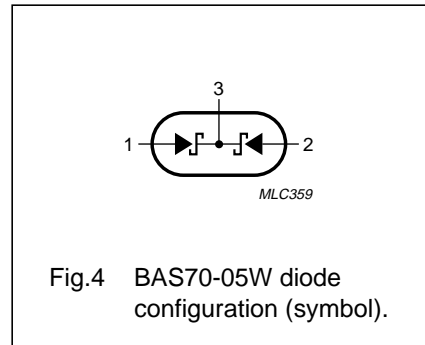 3
1
2
MLC359
Fig.4 BAS70-05W diode
configuration (symbol).